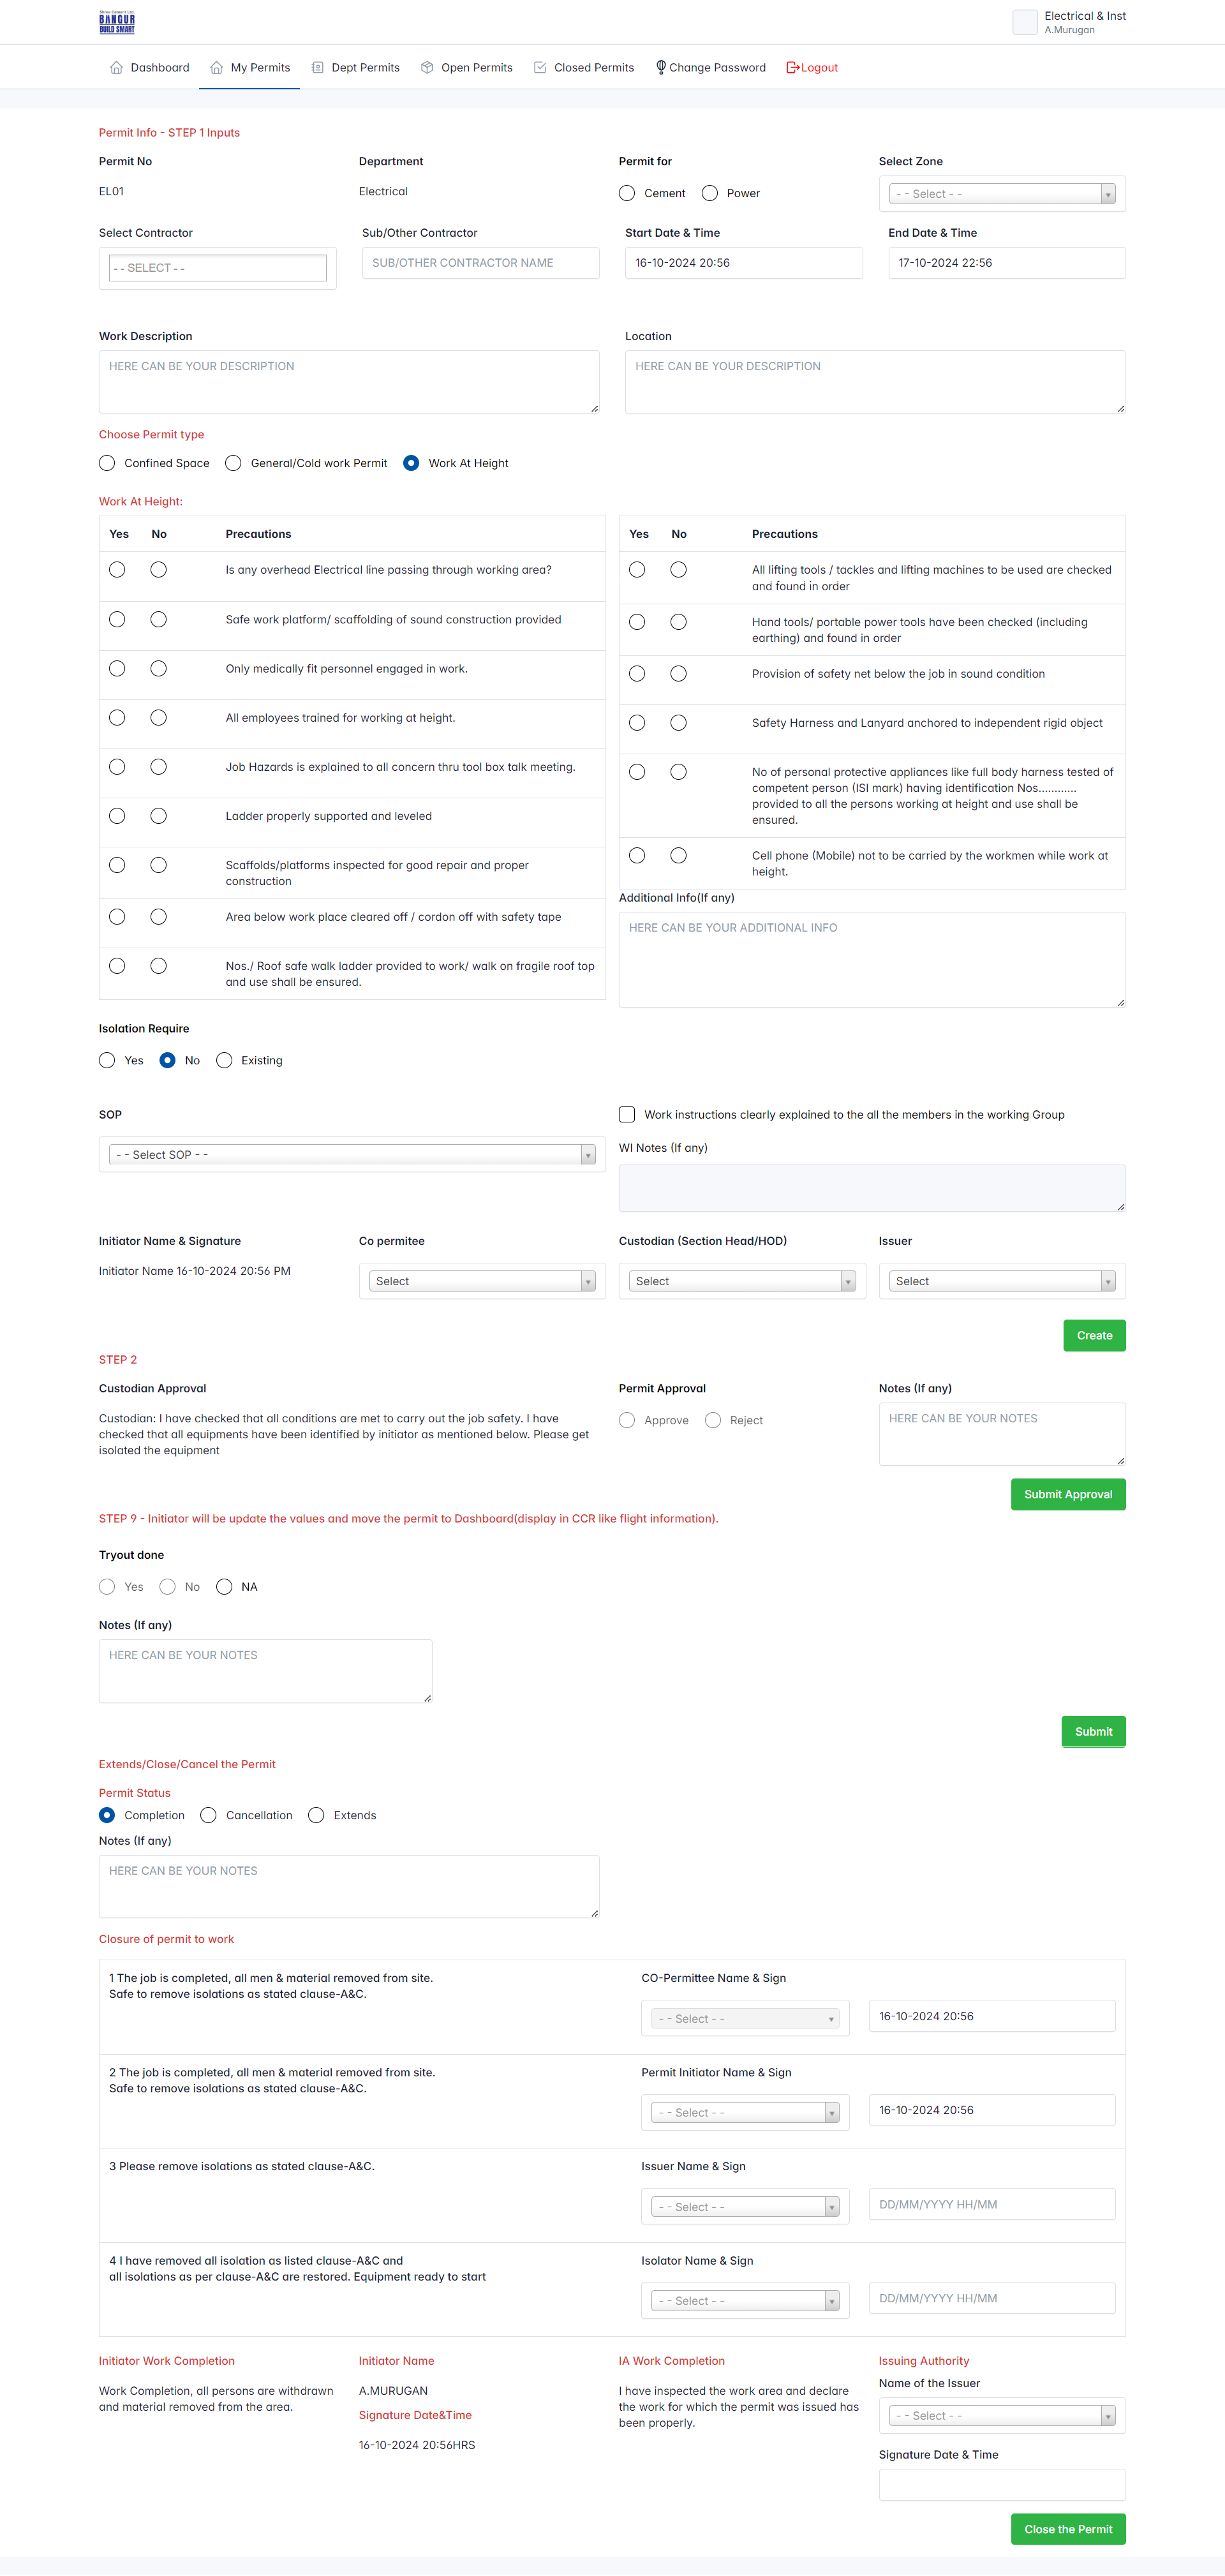 Shree Cement Ltd.
BANGUR
BUILD SMART
Electrical & Inst
A.Murugan
Dashboard
My Permits
Dept Permits
Open Permits
Closed Permits
Change Password
Logout
Permit Info - STEP 1 Inputs
Permit No
Department
Permit for
Select Zone
EL01
Electrical
Cement
Power
- - Select - -
Select Contractor
Sub/Other Contractor
Start Date & Time
End Date & Time
- - SELECT - -
SUB/OTHER CONTRACTOR NAME
16-10-2024 20:56
17-10-2024 22:56
Work Description
Location
HERE CAN BE YOUR DESCRIPTION
HERE CAN BE YOUR DESCRIPTION
Choose Permit type
Confined Space
General/Cold work Permit
Work At Height
Work At Height:
Yes
No
Precautions
Is any overhead Electrical line passing through working area?
Safe work platform/ scaffolding of sound construction provided
Only medically fit personnel engaged in work.
All employees trained for working at height.
Job Hazards is explained to all concern thru tool box talk meeting.
Ladder properly supported and leveled
Scaffolds/platforms inspected for good repair and proper
construction
Area below work place cleared off / cordon off with safety tape
Nos./ Roof safe walk ladder provided to work/ walk on fragile roof top
and use shall be ensured.
Yes
No
Precautions
All lifting tools / tackles and lifting machines to be used are checked
and found in order
Hand tools/ portable power tools have been checked (including
earthing) and found in order
Provision of safety net below the job in sound condition
Safety Harness and Lanyard anchored to independent rigid object
No of personal protective appliances like full body harness tested of
competent person (ISI mark) having identification Nos............
provided to all the persons working at height and use shall be
ensured.
Cell phone (Mobile) not to be carried by the workmen while work at
height.
Additional Info(If any)
HERE CAN BE YOUR ADDITIONAL INFO
Isolation Require
Yes
No
Existing
SOP
- - Select SOP - -
Work instructions clearly explained to the all the members in the working Group
WI Notes (If any)
Initiator Name & Signature
Co permitee
Custodian (Section Head/HOD)
Issuer
Initiator Name 16-10-2024 20:56 PM
Select
Select
Select
Create
STEP 2
Custodian Approval
Permit Approval
Notes (If any)
Custodian: I have checked that all conditions are met to carry out the job safety. I have
checked that all equipments have been identified by initiator as mentioned below. Please get
isolated the equipment
Approve
Reject
HERE CAN BE YOUR NOTES
Submit Approval
STEP 9 - Initiator will be update the values and move the permit to Dashboard(display in CCR like flight information).
Tryout done
Yes
No
NA
Notes (If any)
HERE CAN BE YOUR NOTES
Submit
Extends/Close/Cancel the Permit
Permit Status
Completion
Cancellation
Extends
Notes (If any)
HERE CAN BE YOUR NOTES
Closure of permit to work
1 The job is completed, all men & material removed from site.
Safe to remove isolations as stated clause-A&C.
CO-Permittee Name & Sign
- - Select - -
16-10-2024 20:56
2 The job is completed, all men & material removed from site.
Safe to remove isolations as stated clause-A&C.
Permit Initiator Name & Sign
- - Select - -
16-10-2024 20:56
3 Please remove isolations as stated clause-A&C.
Issuer Name & Sign
- - Select - -
DD/MM/YYYY HH/MM
4 I have removed all isolation as listed clause-A&C and
all isolations as per clause-A&C are restored. Equipment ready to start
Isolator Name & Sign
- - Select - -
DD/MM/YYYY HH/MM
Initiator Work Completion
Work Completion, all persons are withdrawn
and material removed from the area.
Initiator Name
A.MURUGAN
Signature Date&Time
16-10-2024 20:56HRS
IA Work Completion
I have inspected the work area and declare
the work for which the permit was issued has
been properly.
Issuing Authority
Name of the Issuer
- - Select - -
Signature Date & Time
Close the Permit